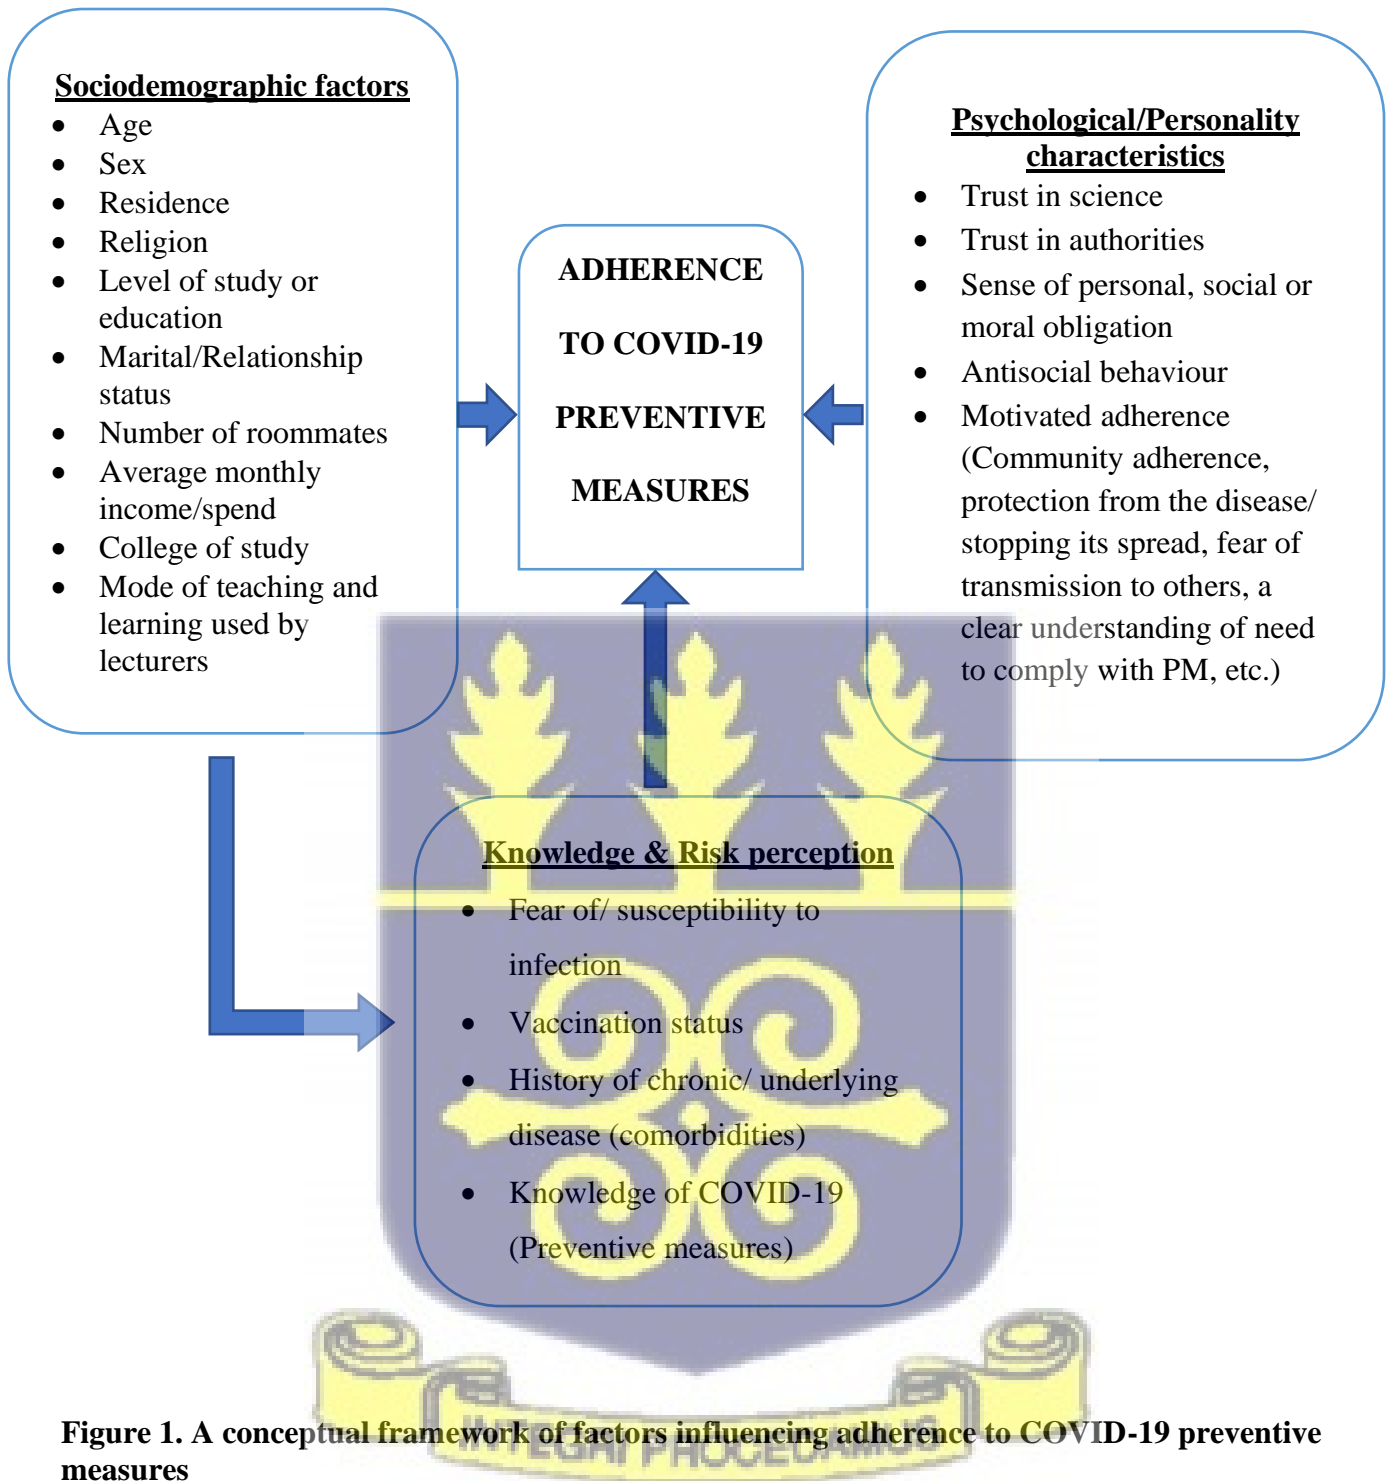 Sociodemographic factors
• Age
• Sex
• Residence
• Religion
• Level of study or
education
• Marital/Relationship
status
• Number of roommates
• Average monthly
income/spend
• College of study
• Mode of teaching and
learning used by
lecturers
ADHERENCE
TO COVID-19
PREVENTIVE
MEASURES
Psychological/Personality
characteristics
• Trust in science
• Trust in authorities
• Sense of personal, social or
moral obligation
• Antisocial behaviour
• Motivated adherence
(Community adherence,
protection from the disease/
stopping its spread, fear of
transmission to others, a
clear understanding of need
to comply with PM, etc.)
Knowledge & Risk perception
• Fear of/ susceptibility to
infection
• Vaccination status
• History of chronic/ underlying
disease (comorbidities)
• Knowledge of COVID-19
(Preventive measures)
INTEGRI PROCEDAMUS
Figure 1. A conceptual framework of factors influencing adherence to COVID-19 preventive
measures